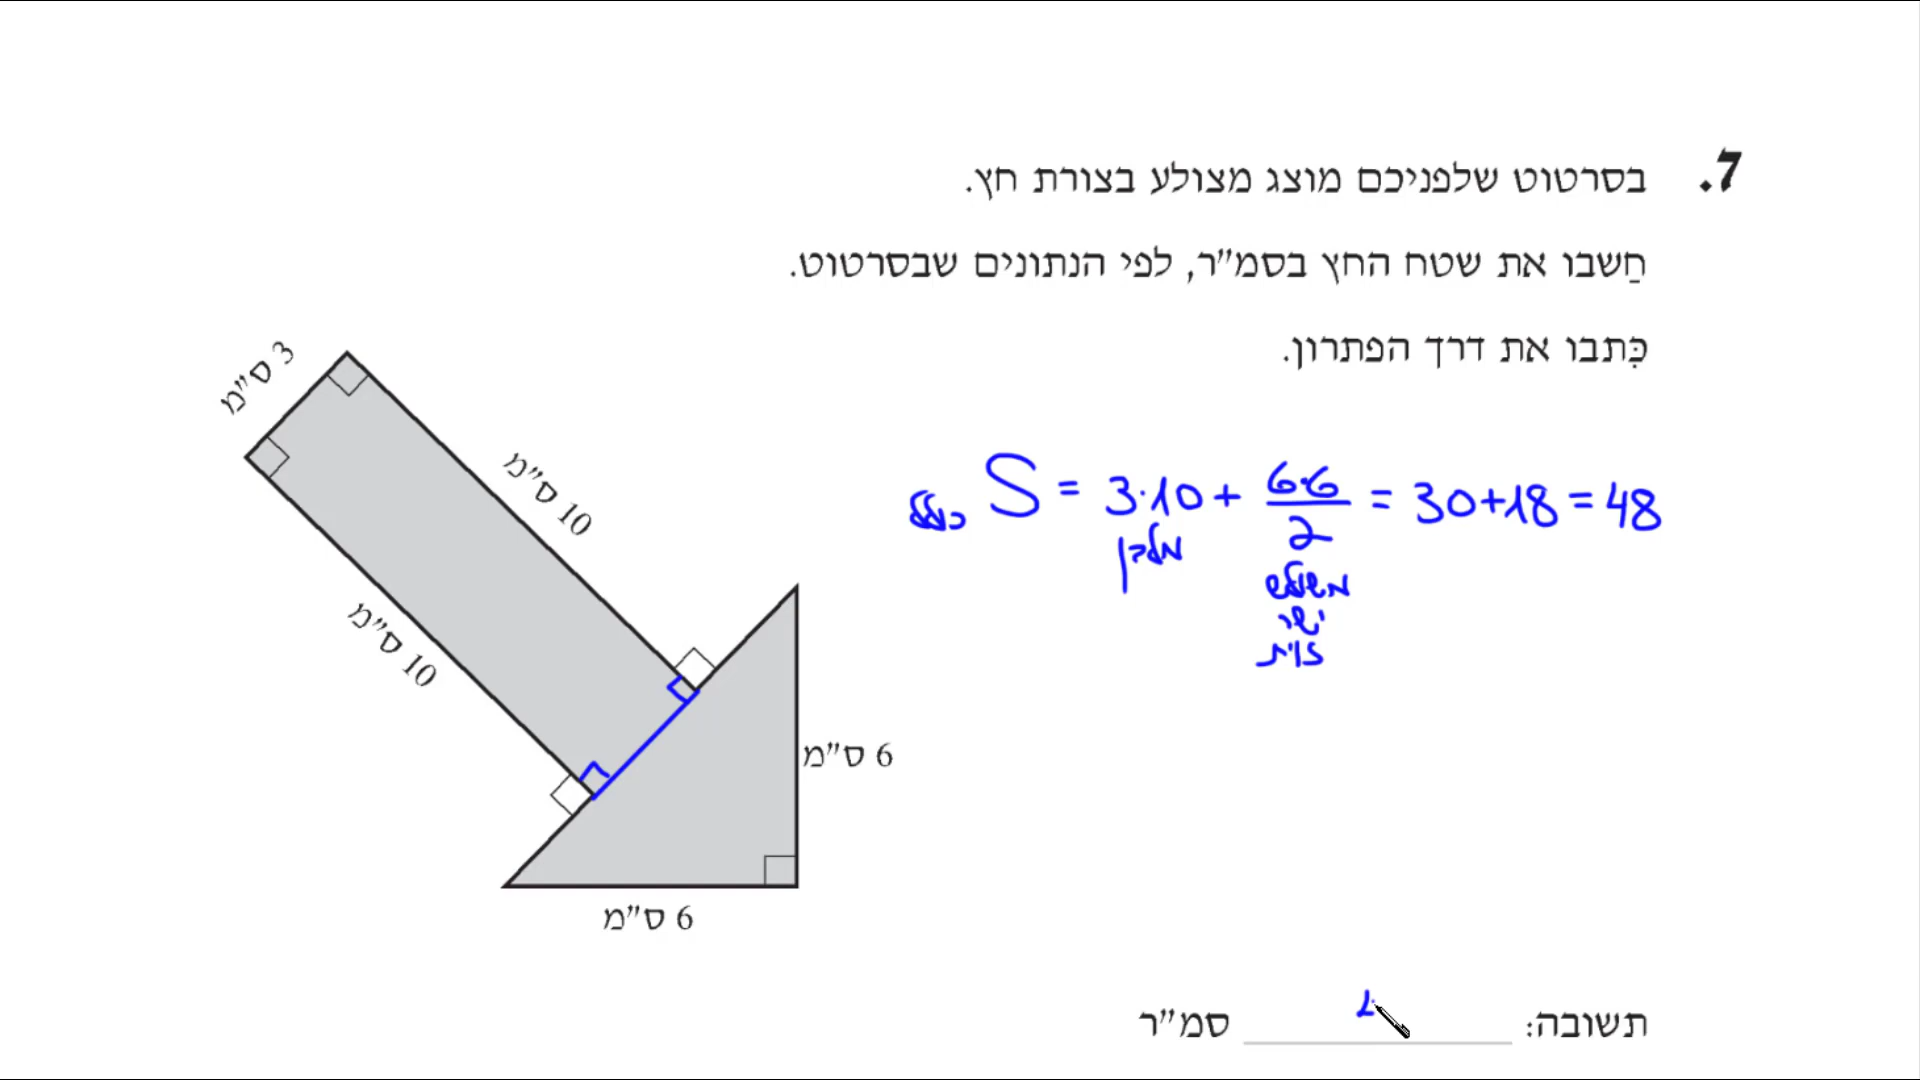 7. בסרטוט שלפניכם מוצג מצולע בצורת חץ.
חַשבו את שטח החץ בסמ"ר, לפי הנתונים שבסרטוט.
כִּתבו את דרך הפתרון.
3 ס"מ
10 ס"מ
10 ס"מ
6 ס"מ
6 ס"מ
S = 3·10 + 6·6/2 = 30+18 = 48
מלבן
משולש
ישר
זוית
תשובה: סמ"ר